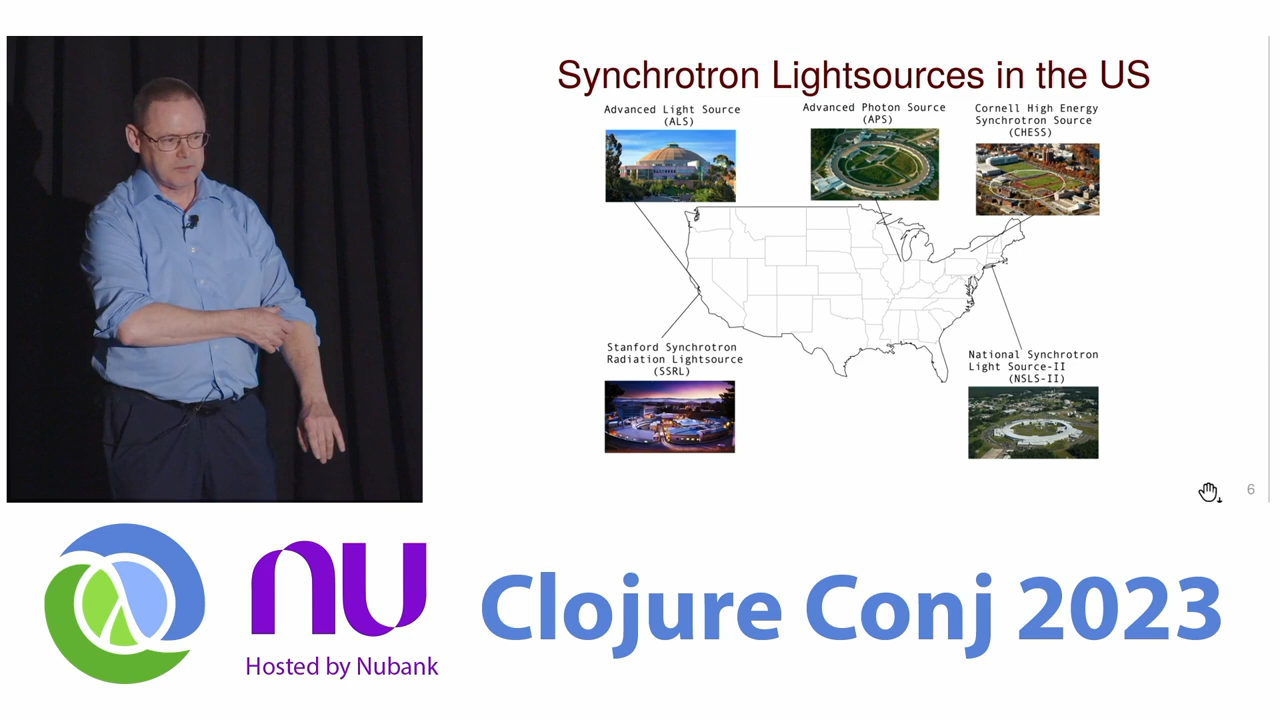 Synchrotron Lightsources in the US
Advanced Light Source
(ALS)
Advanced Photon Source
(APS)
Cornell High Energy
Synchrotron Source
(CHESS)
Stanford Synchrotron
Radiation Lightsource
(SSRL)
National Synchrotron
Light Source-II
(NSLS-II)
6
nu
Hosted by Nubank
Clojure Conj 2023